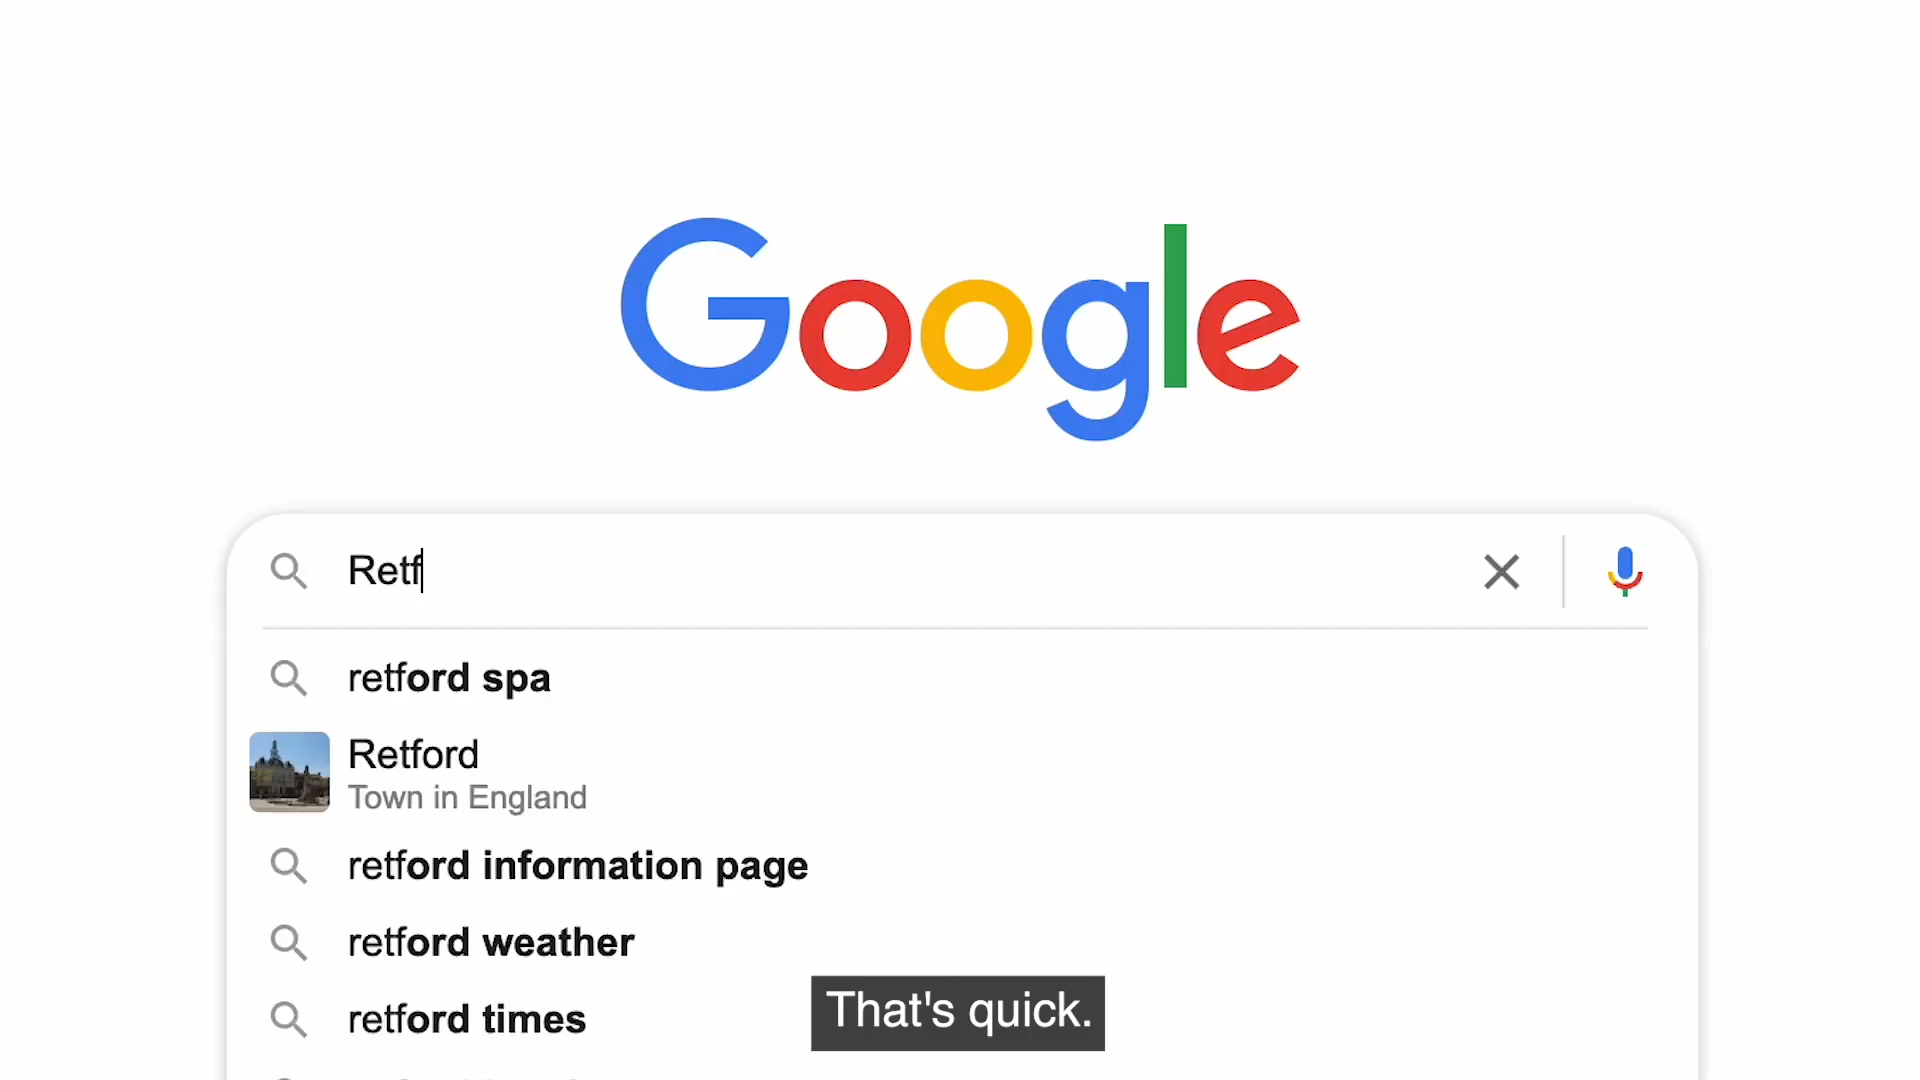 Google
Retf
retford spa
Retford
Town in England
retford information page
retford weather
retford times
That's quick.